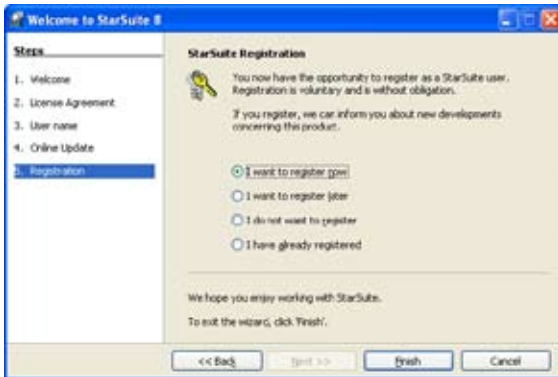 Welcome to StarSuite 8
Steps
1. Welcome
2. License Agreement
3. User name
4. Online Update
5. Registration
StarSuite Registration
You now have the opportunity to register as a StarSuite user.
Registration is voluntary and is without obligation.
If you register, we can inform you about new developments
concerning this product.
I want to register now
I want to register later
I do not want to register
I have already registered
We hope you enjoy working with StarSuite.
To exit the wizard, click 'Finish'.
<< Back
Next >>
Finish
Cancel